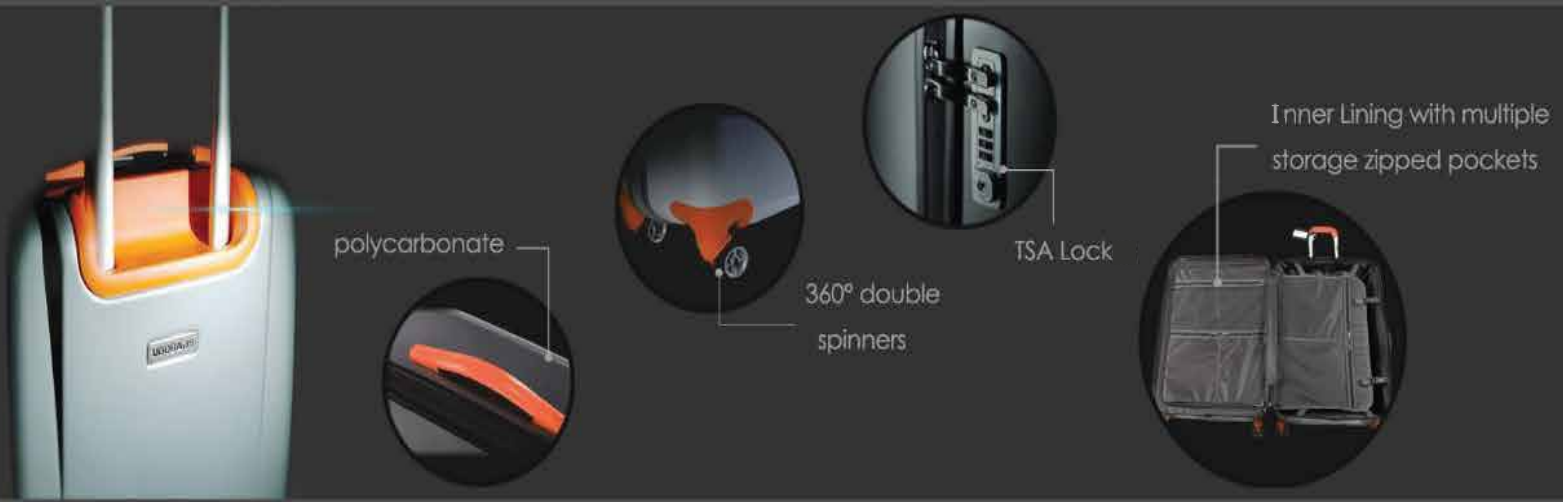 polycarbonate
360° double
spinners
TSA Lock
Inner Lining with multiple
storage zipped pockets